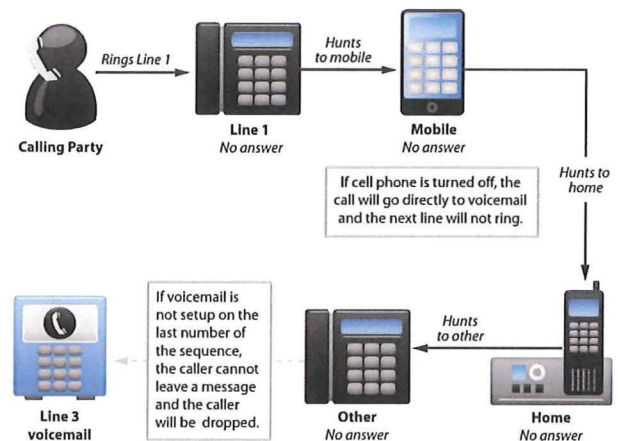 Rings Line 1
Hunts
to mobile
Calling Party
Line 1
No answer
Mobile
No answer
If cell phone is turned off, the
call will go directly to voicemail
and the next line will not ring.
Hunts to
home
If voicemail is
not setup on the
last number of
the sequence,
the caller cannot
leave a message
and the caller
will be dropped.
Hunts
to other
Line 3
voicemail
Other
No answer
Home
No answer